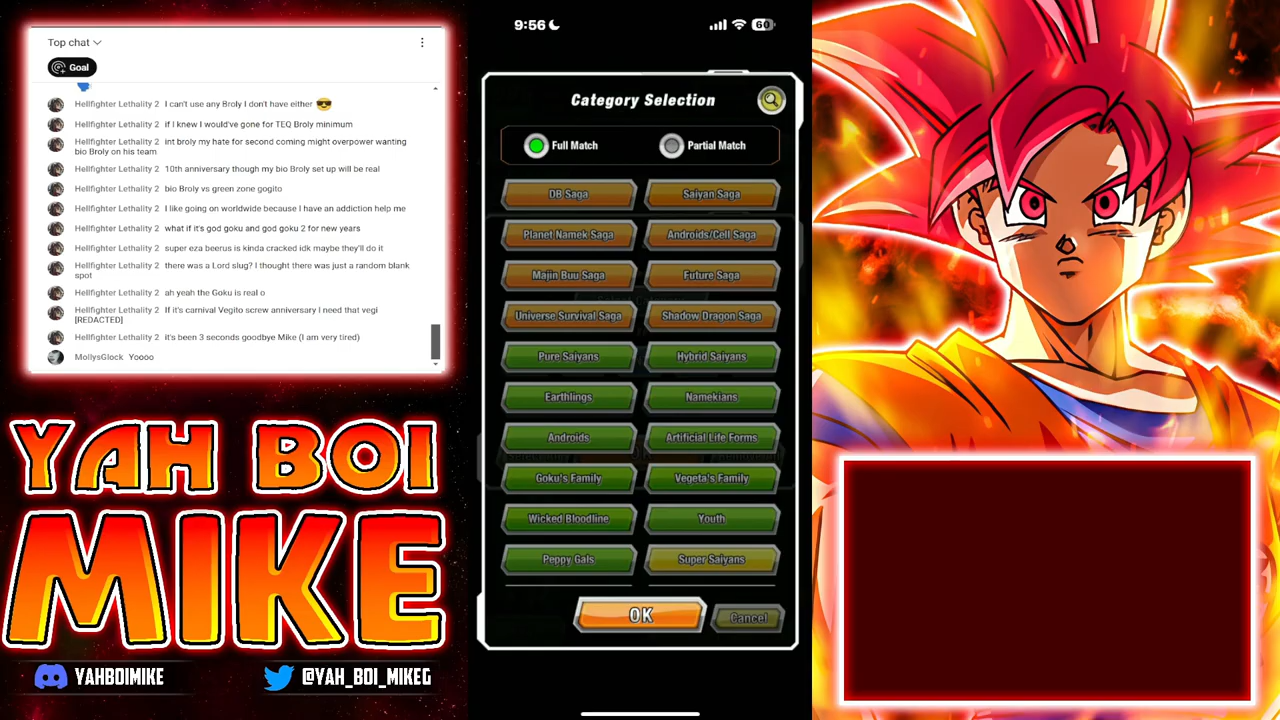 Top chat
Goal
Hellfighter Lethality 2 I can't use any Broly I don't have either 😎
Hellfighter Lethality 2 if I knew I would've gone for TEQ Broly minimum
Hellfighter Lethality 2 int broly my hate for second coming might overpower wanting
bio Broly on his team
Hellfighter Lethality 2 10th anniversary though my bio Broly set up will be real
Hellfighter Lethality 2 bio Broly vs green zone gogito
Hellfighter Lethality 2 I like going on worldwide because I have an addiction help me
Hellfighter Lethality 2 what if it's god goku and god goku 2 for new years
Hellfighter Lethality 2 super eza beerus is kinda cracked idk maybe they'll do it
Hellfighter Lethality 2 there was a Lord slug? I thought there was just a random blank
spot
Hellfighter Lethality 2 ah yeah the Goku is real o
Hellfighter Lethality 2 If it's carnival Vegito screw anniversary I need that vegi
[REDACTED]
Hellfighter Lethality 2 it's been 3 seconds goodbye Mike (I am very tired)
MollysGlock Yoooo
YAH BOI
MIKE
YAHBOIMIKE
@YAH_BOI_MIKEG
9:56
60
Category Selection
Full Match
Partial Match
DB Saga
Saiyan Saga
Planet Namek Saga
Androids/Cell Saga
Majin Buu Saga
Future Saga
Universe Survival Saga
Shadow Dragon Saga
Pure Saiyans
Hybrid Saiyans
Earthlings
Namekians
Androids
Artificial Life Forms
Goku's Family
Vegeta's Family
Wicked Bloodline
Youth
Peppy Gals
Super Saiyans
OK
Cancel